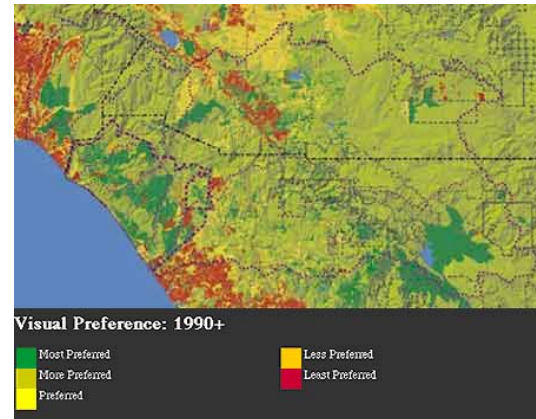 Visual Preference: 1990+
Most Preferred
More Preferred
Preferred
Less Preferred
Least Preferred